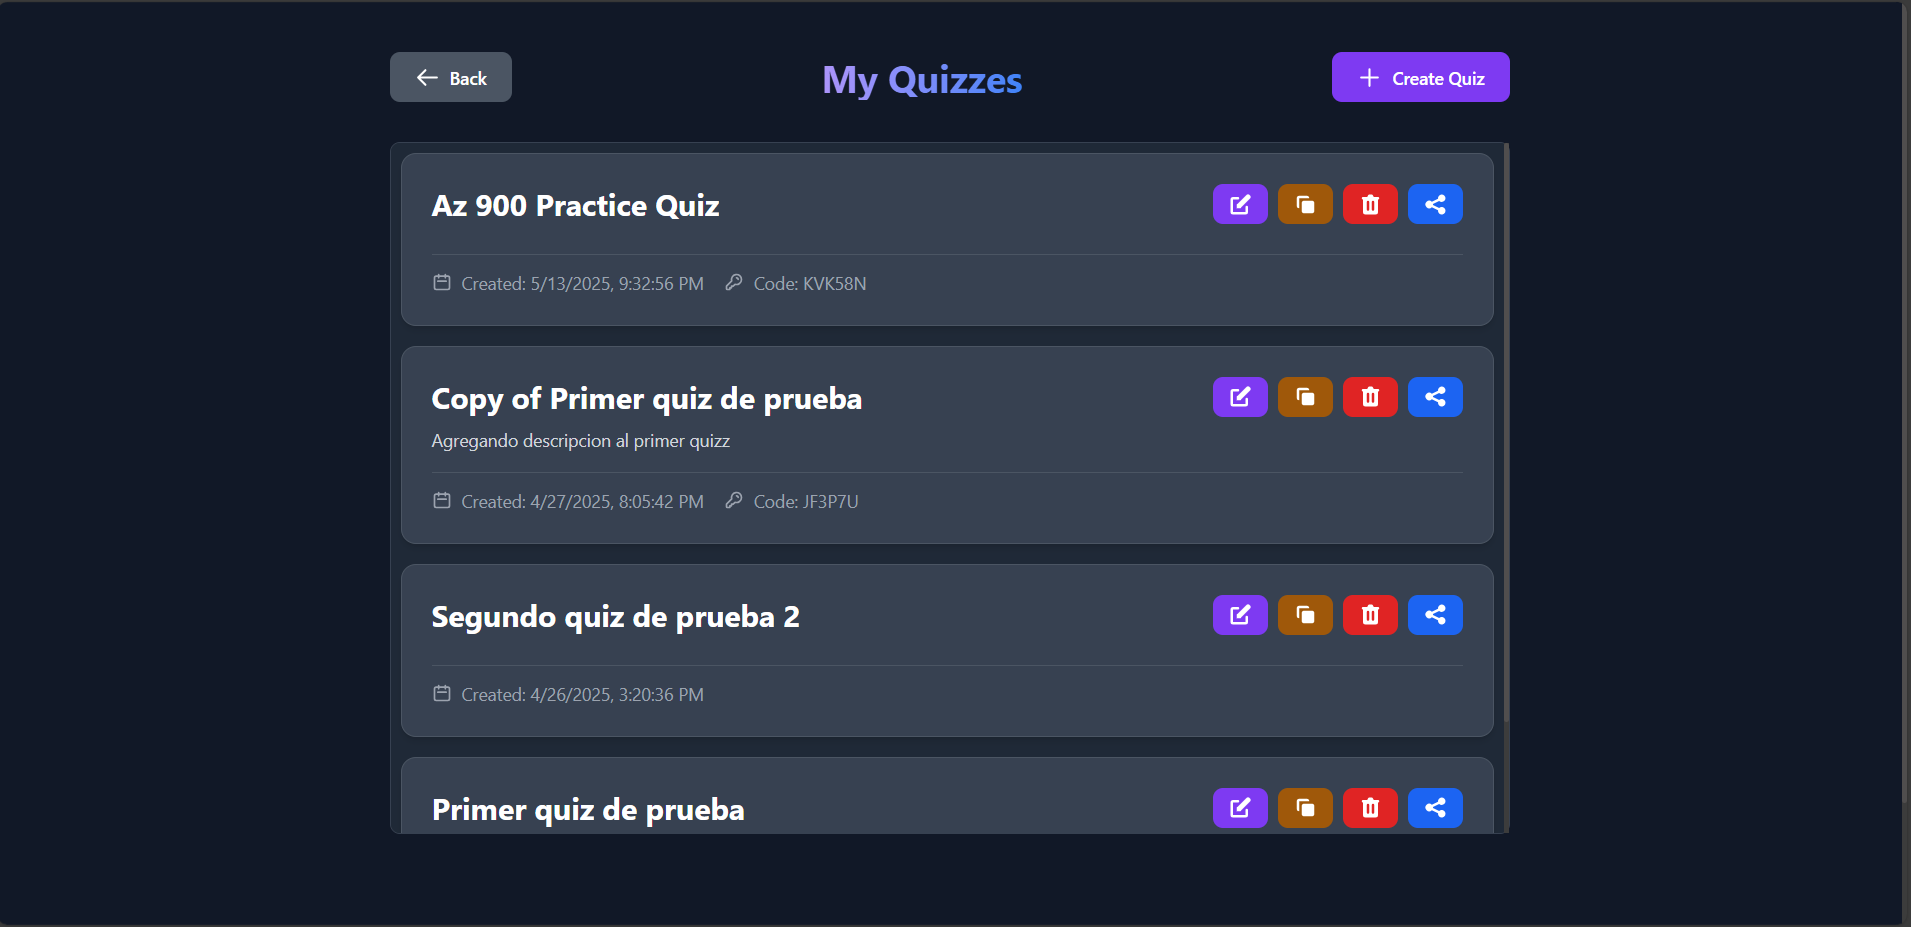 Back
My Quizzes
Create Quiz
Az 900 Practice Quiz
Created: 5/13/2025, 9:32:56 PM Code: KVK58N
Copy of Primer quiz de prueba
Agregando descripcion al primer quizz
Created: 4/27/2025, 8:05:42 PM Code: JF3P7U
Segundo quiz de prueba 2
Created: 4/26/2025, 3:20:36 PM
Primer quiz de prueba